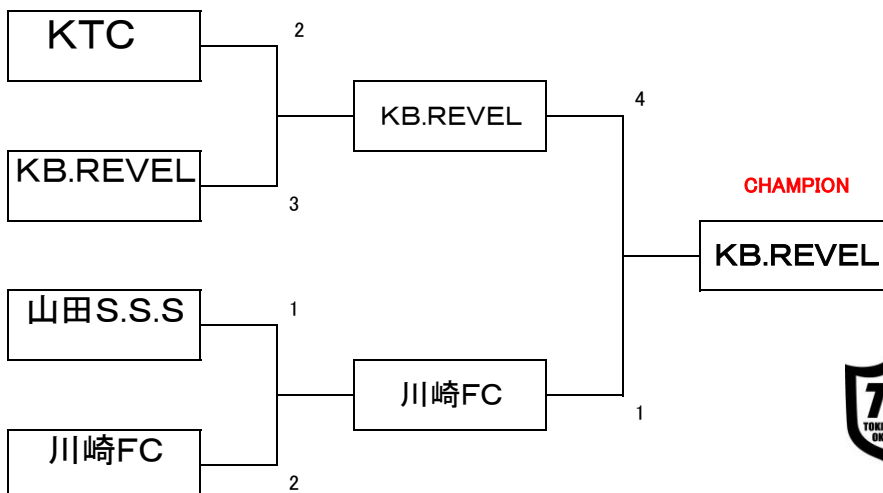 KTC
2
KB.REVEL
4
KB.REVEL
3
CHAMPION
KB.REVEL
山田S.S.S
1
川崎FC
1
川崎FC
2